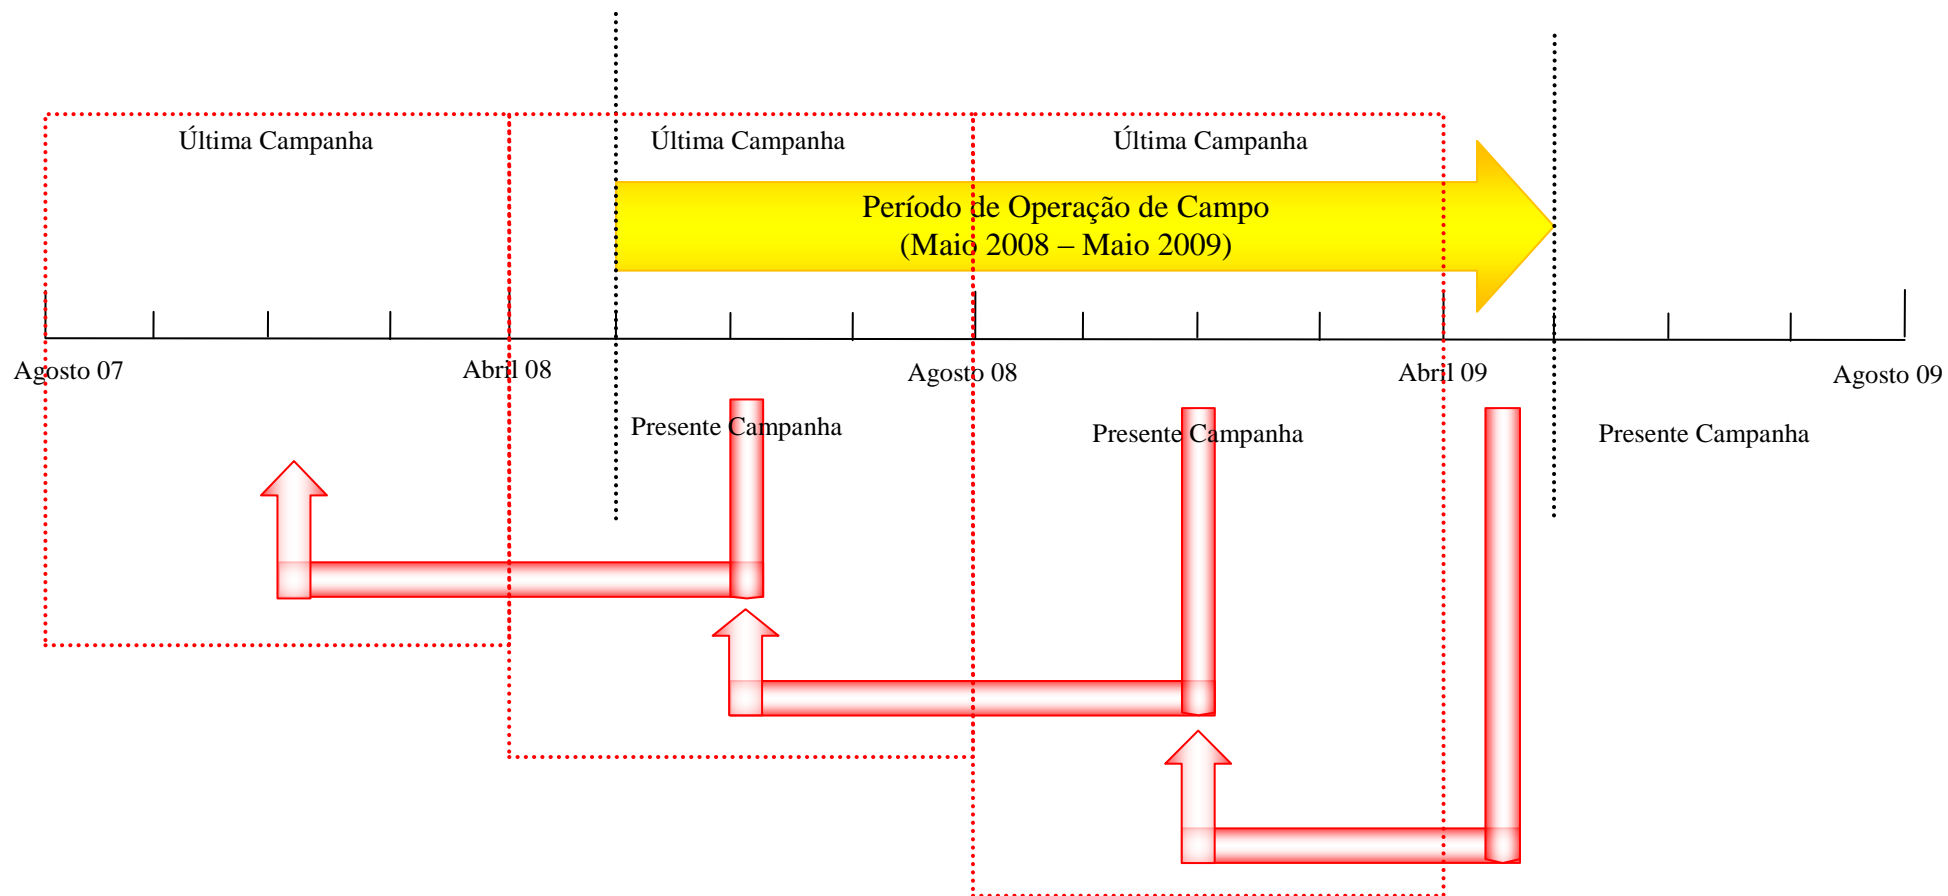 Última Campanha
Última Campanha
Última Campanha
Período de Operação de Campo
(Maio 2008 – Maio 2009)
Agosto 07
Abril 08
Agosto 08
Abril 09
Agosto 09
Presente Campanha
Presente Campanha
Presente Campanha